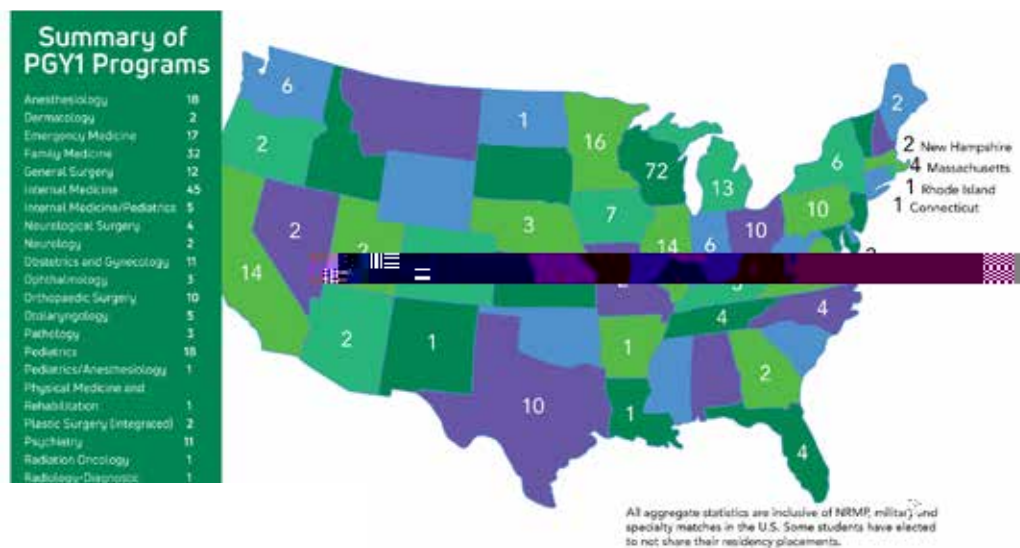 Summary of
PGY1 Programs
Anesthesiology 18
Dermatology 2
Emergency Medicine 17
Family Medicine 32
General Surgery 12
Internal Medicine 45
Internal Medicine/Pediatrics 5
Neurological Surgery 4
Neurology 2
Obstetrics and Gynecology 11
Ophthalmology 3
Orthopaedic Surgery 10
Otolaryngology 5
Pathology 3
Pediatrics 18
Pediatrics/Anesthesiology 1
Physical Medicine and
Rehabilitation 1
Plastic Surgery (Integrated) 2
Psychiatry 11
Radiation Oncology 1
Radiology-Diagnostic 1
6
1
2
2
16
2 New Hampshire
72
6
4 Massachusetts
13
1 Rhode Island
1 Connecticut
7
10
3
2
10
14
6
14
4
4
2
1
1
2
10
1
4
All aggregate statistics are inclusive of NRMP, military and
specialty matches in the U.S. Some students have elected
to not share their residency placements.